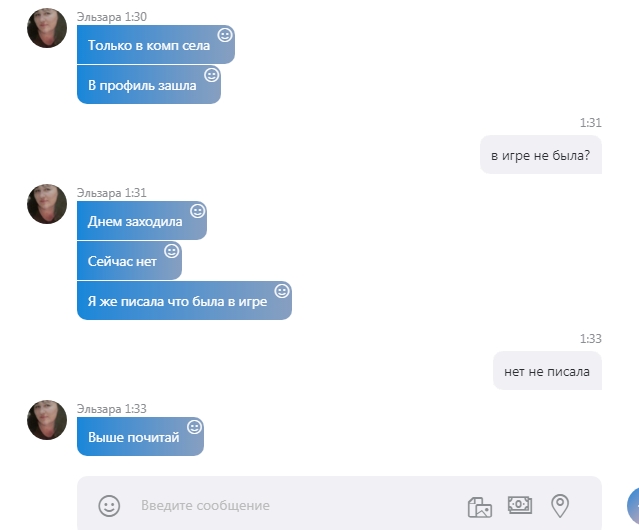 Эльзара 1:30
Только в комп села
В профиль зашла
1:31
в игре не была?
Эльзара 1:31
Днем заходила
Сейчас нет
Я же писала что была в игре
1:33
нет не писала
Эльзара 1:33
Выше почитай
Введите сообщение